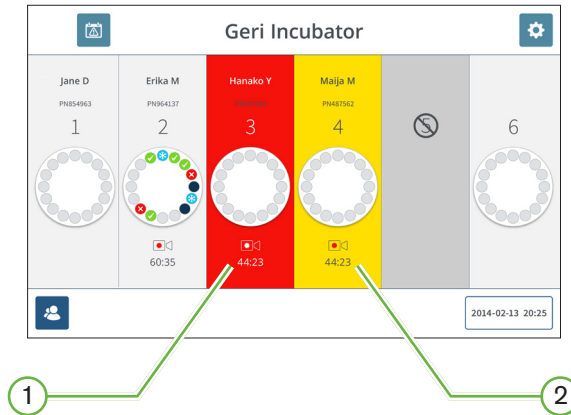 Geri Incubator
Jane D
PN854963
1
Erika M
PN964137
2
60:35
Hanako Y
3
44:23
Maija M
PN487562
4
44:23
5
6
2014-02-13 20:25
1
2